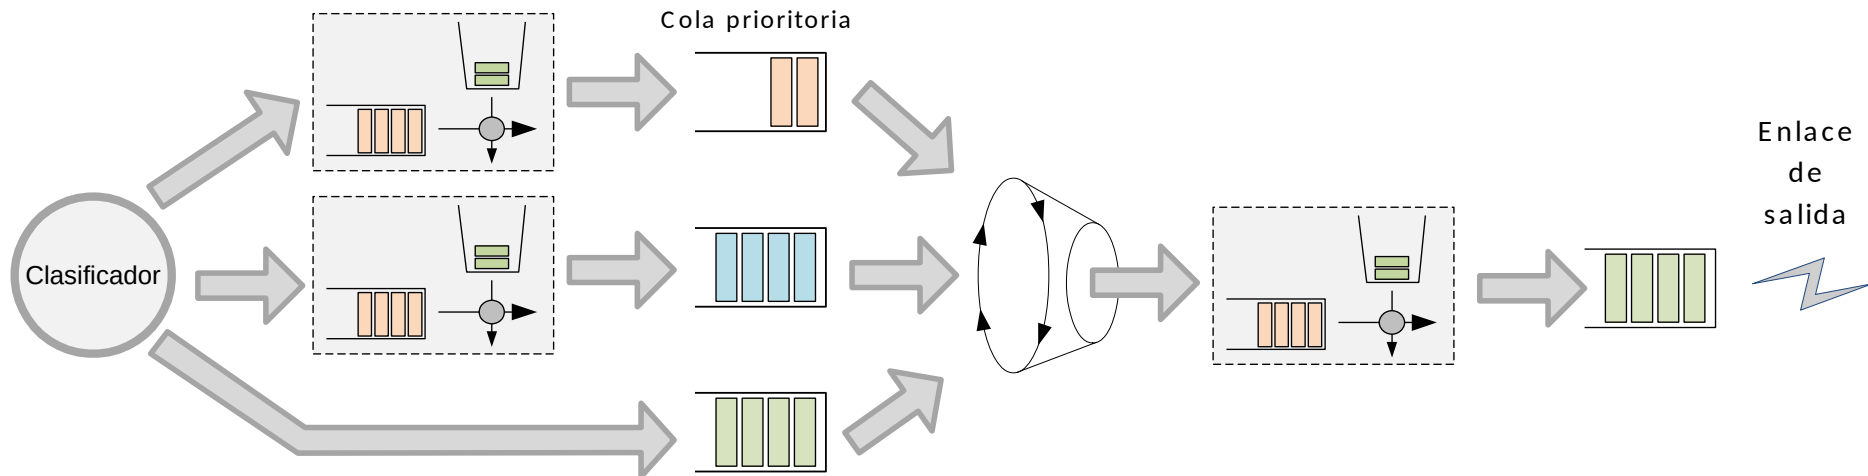 Cola prioritoria
Clasificador
Enlace
de
salida